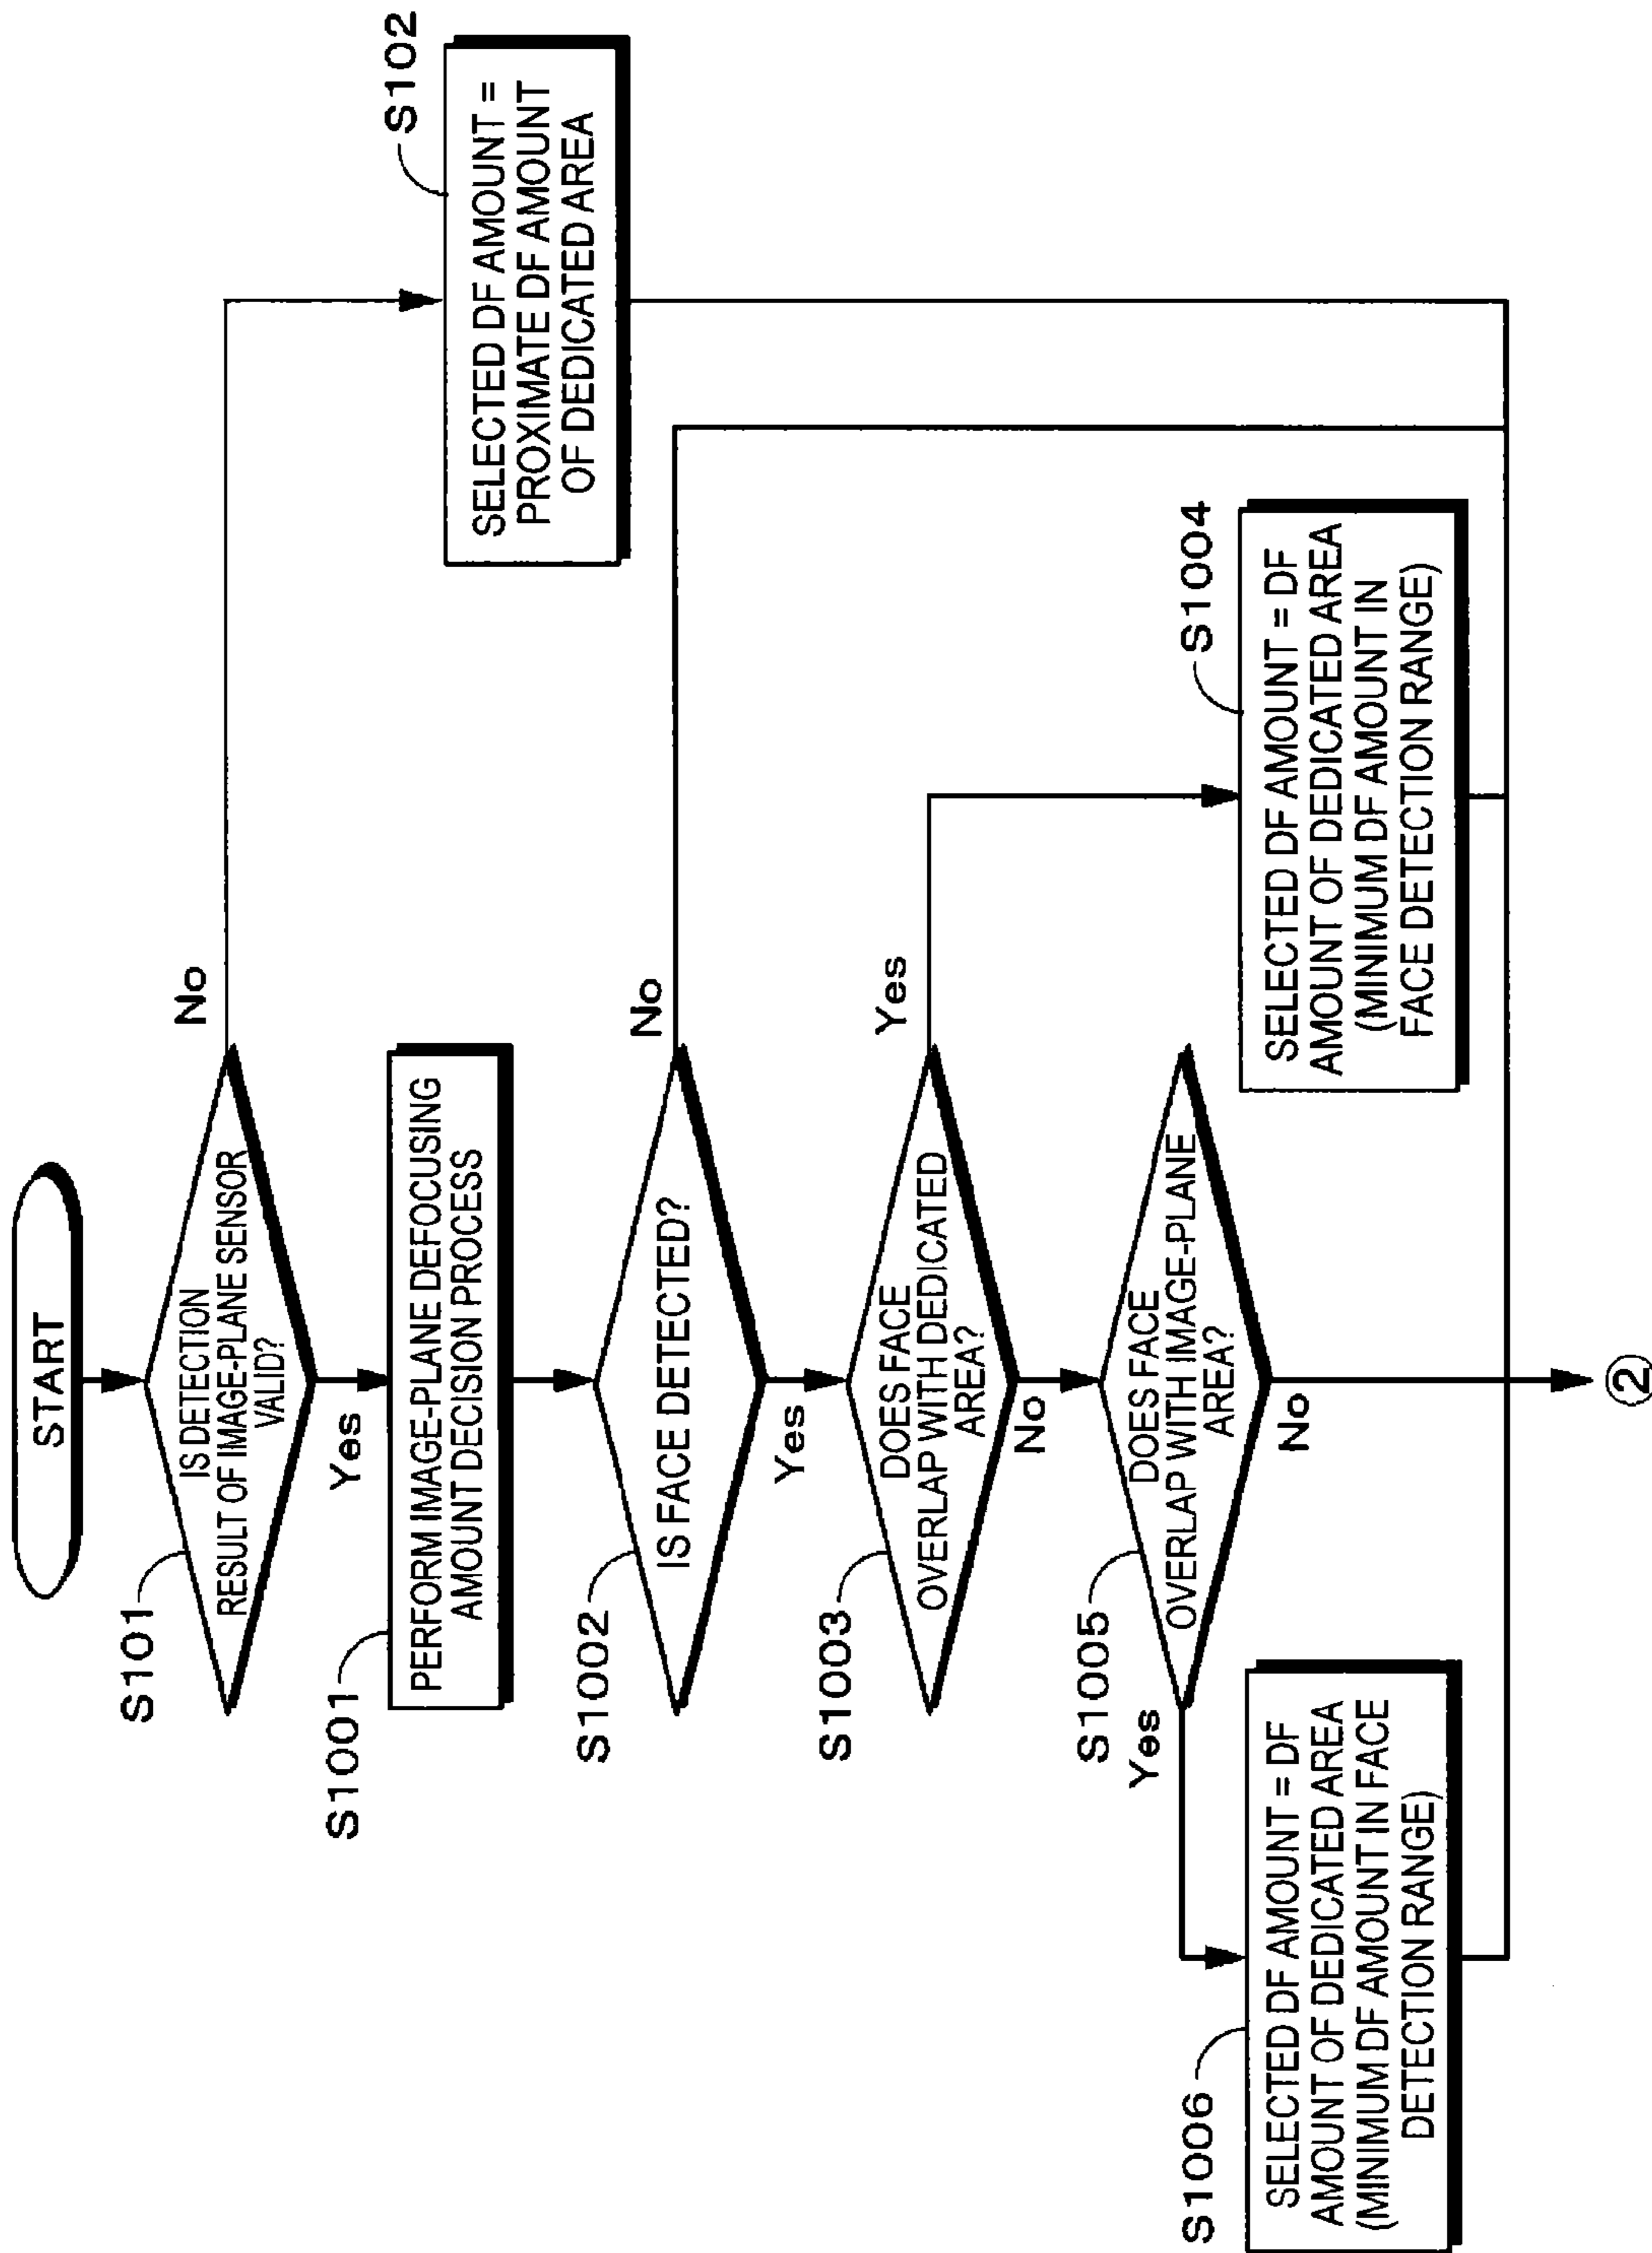 START
S101
IS DETECTION
RESULT OF IMAGE-PLANE SENSOR
VALID?
No
Yes
S102
SELECTED DF AMOUNT =
PROXIMATE DF AMOUNT
OF DEDICATED AREA
S1001
PERFORM IMAGE-PLANE DEFOCUSING
AMOUNT DECISION PROCESS
S1002
IS FACE DETECTED?
No
Yes
S1003
DOES FACE
OVERLAP WITH DEDICATED
AREA?
Yes
No
S1004
SELECTED DF AMOUNT = DF
AMOUNT OF DEDICATED AREA
(MINIMUM DF AMOUNT IN
FACE DETECTION RANGE)
S1005
DOES FACE
OVERLAP WITH IMAGE-PLANE
AREA?
Yes
No
S1006
SELECTED DF AMOUNT = DF
AMOUNT OF DEDICATED AREA
(MINIMUM DF AMOUNT IN FACE
DETECTION RANGE)
②